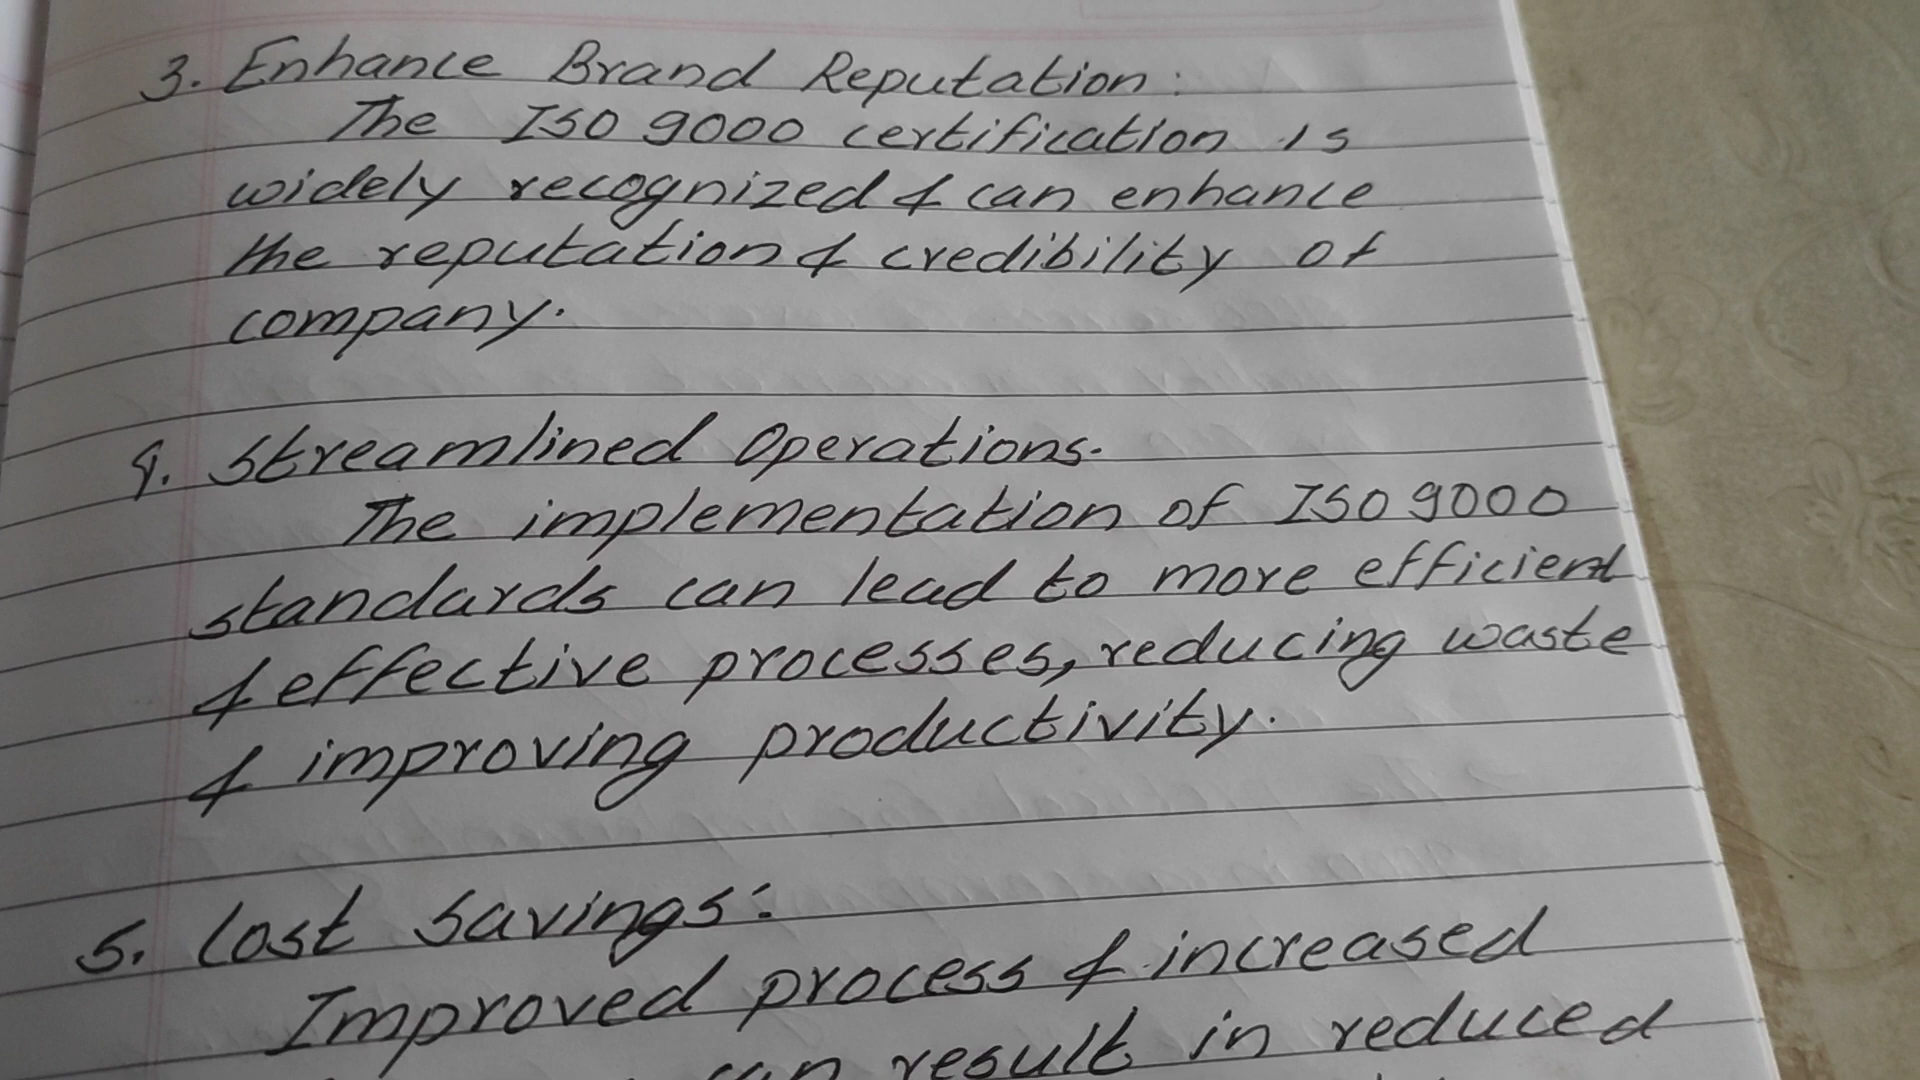 3. Enhance Brand Reputation:
The ISO 9000 certification is
widely recognized & can enhance
the reputation & credibility of
company.
4. Streamlined Operations.
The implementation of ISO 9000
standards can lead to more efficient
& effective processes, reducing waste
& improving productivity.
5. Cost Savings:
Improved process & increased
can result in reduced